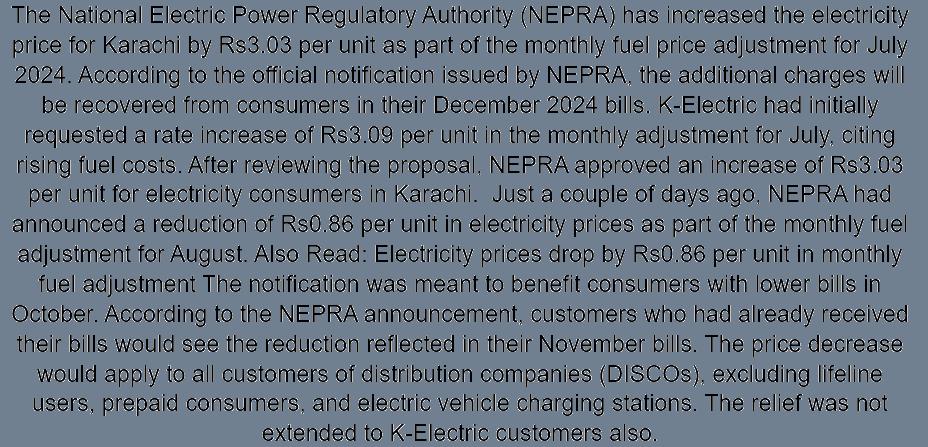 The National Electric Power Regulatory Authority (NEPRA) has increased the electricity
price for Karachi by Rs3.03 per unit as part of the monthly fuel price adjustment for July
2024. According to the official notification issued by NEPRA, the additional charges will
be recovered from consumers in their December 2024 bills. K-Electric had initially
requested a rate increase of Rs3.09 per unit in the monthly adjustment for July, citing
rising fuel costs. After reviewing the proposal, NEPRA approved an increase of Rs3.03
per unit for electricity consumers in Karachi.  Just a couple of days ago, NEPRA had
announced a reduction of Rs0.86 per unit in electricity prices as part of the monthly fuel
adjustment for August. Also Read: Electricity prices drop by Rs0.86 per unit in monthly
fuel adjustment The notification was meant to benefit consumers with lower bills in
October. According to the NEPRA announcement, customers who had already received
their bills would see the reduction reflected in their November bills. The price decrease
would apply to all customers of distribution companies (DISCOs), excluding lifeline
users, prepaid consumers, and electric vehicle charging stations. The relief was not
extended to K-Electric customers also.